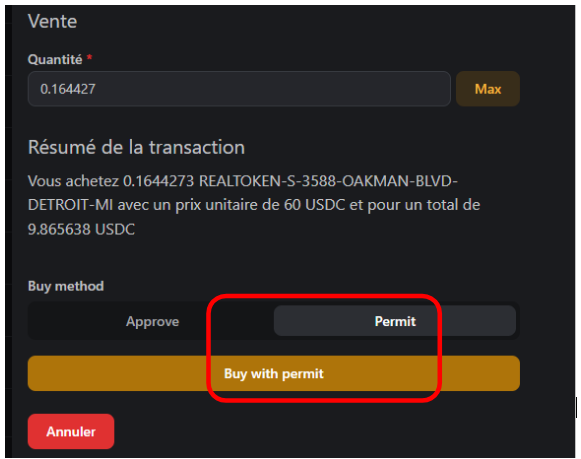 Vente
Quantité *
0.164427
Max
Résumé de la transaction
Vous achetez 0.1644273 REALTOKEN-S-3588-OAKMAN-BLVD-
DETROIT-MI avec un prix unitaire de 60 USDC et pour un total de
9.865638 USDC
Buy method
Approve
Permit
Buy with permit
Annuler